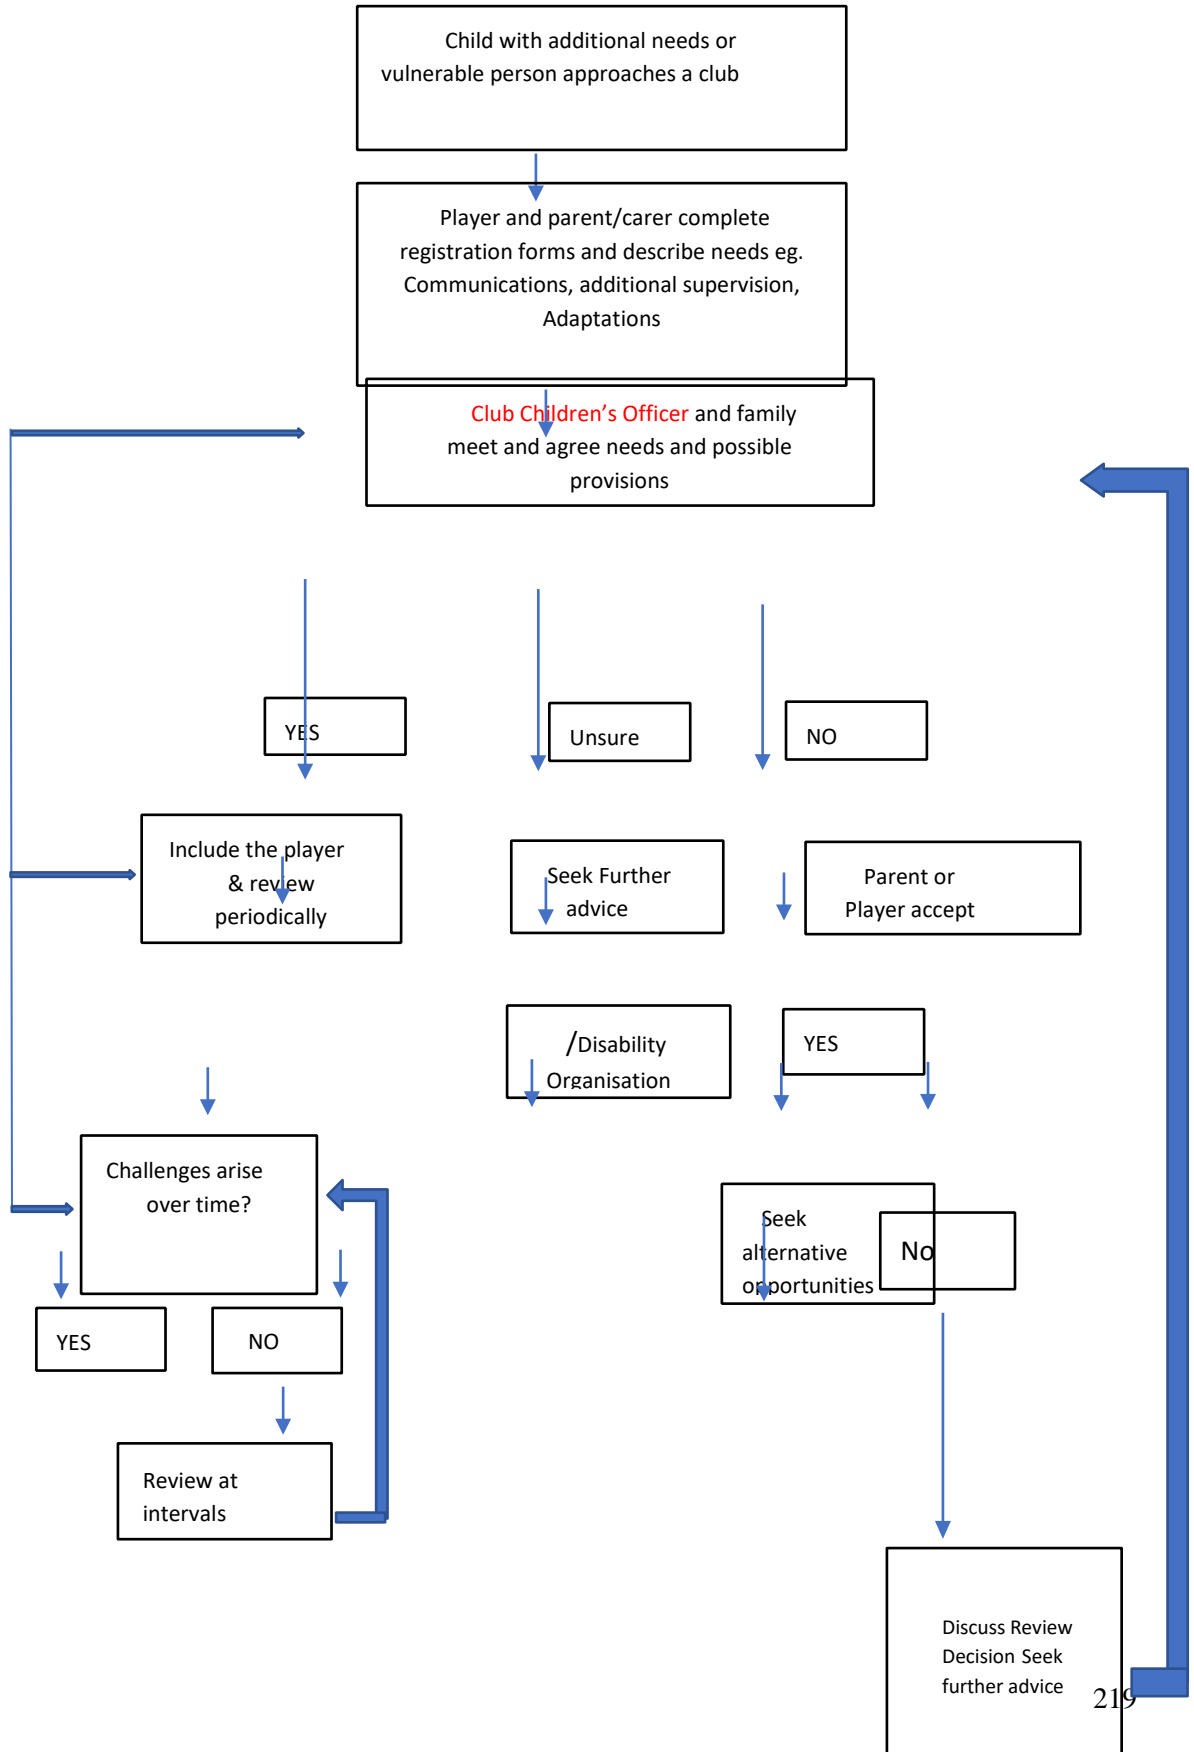 Child with additional needs or
vulnerable person approaches a club
Player and parent/carer complete
registration forms and describe needs eg.
Communications, additional supervision,
Adaptations
Club Children’s Officer and family
meet and agree needs and possible
provisions
YES
Unsure
NO
Include the player
& review
periodically
Seek Further
advice
Parent or
Player accept
/Disability
Organisation
YES
Challenges arise
over time?
Seek
alternative
opportunities
No
YES
NO
Review at
intervals
Discuss Review
Decision Seek
further advice
219